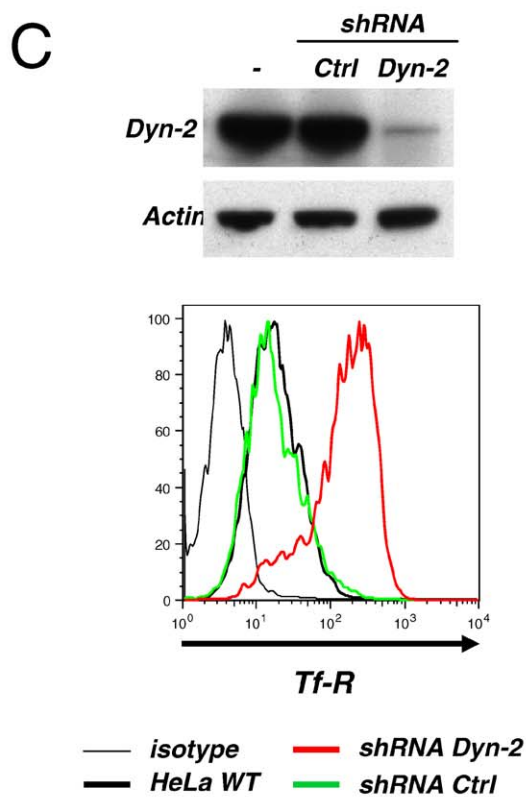 C
shRNA
- Ctrl Dyn-2
Dyn-2
Actin
100
80
60
40
20
0
10⁰ 10¹ 10² 10³ 10⁴
Tf-R
isotype shRNA Dyn-2
HeLa WT shRNA Ctrl